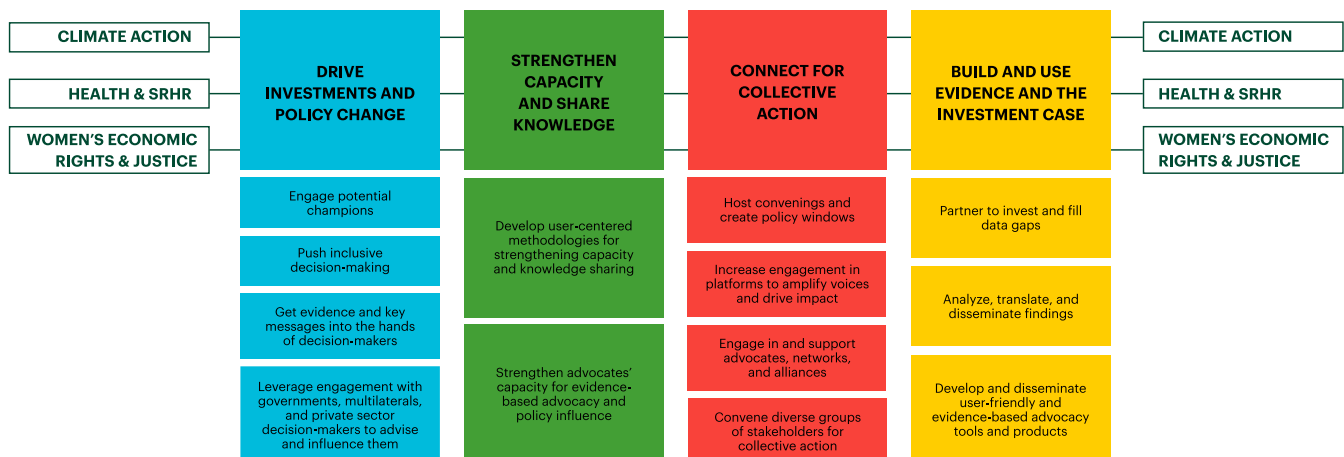 CLIMATE ACTION
HEALTH & SRHR
WOMEN'S ECONOMIC
RIGHTS & JUSTICE
DRIVE
INVESTMENTS AND
POLICY CHANGE
Engage potential
champions
Push inclusive
decision-making
Get evidence and key
messages into the hands
of decision-makers
Leverage engagement with
governments, multilaterals,
and private sector
decision-makers to advise
and influence them
STRENGTHEN
CAPACITY
AND SHARE
KNOWLEDGE
Develop user-centered
methodologies for
strengthening capacity
and knowledge sharing
Strengthen advocates’
capacity for evidence-
based advocacy and
policy influence
CONNECT FOR
COLLECTIVE
ACTION
Host convenings and
create policy windows
Increase engagement in
platforms to amplify voices
and drive impact
Engage in and support
advocates, networks,
and alliances
Convene diverse groups
of stakeholders for
collective action
BUILD AND USE
EVIDENCE AND THE
INVESTMENT CASE
Partner to invest and fill
data gaps
Analyze, translate, and
disseminate findings
Develop and disseminate
user-friendly and
evidence-based advocacy
tools and products
CLIMATE ACTION
HEALTH & SRHR
WOMEN'S ECONOMIC
RIGHTS & JUSTICE